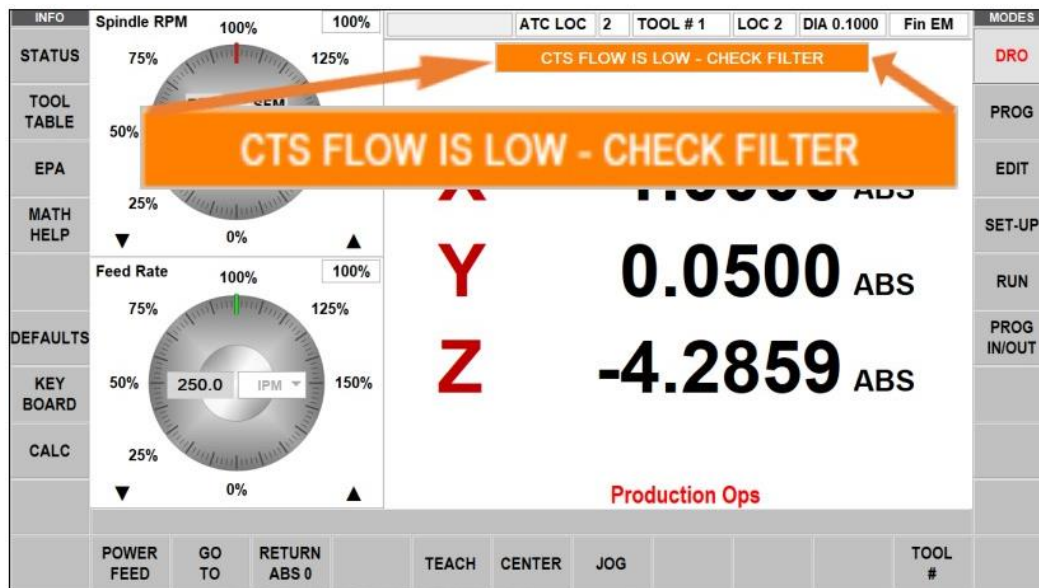 INFO
STATUS
TOOL
TABLE
EPA
MATH
HELP
DEFAULTS
KEY
BOARD
CALC
Spindle RPM
100%
100%
75%
125%
50%
25%
0%
▼
▲
Feed Rate
100%
100%
75%
125%
50%
250.0
IPM
150%
25%
0%
▼
▲
ATC LOC 2 TOOL # 1 LOC 2 DIA 0.1000 Fin EM
CTS FLOW IS LOW - CHECK FILTER
CTS FLOW IS LOW - CHECK FILTER
ABS
Y 0.0500 ABS
Z -4.2859 ABS
Production Ops
MODES
DRO
PROG
EDIT
SET-UP
RUN
PROG
IN/OUT
POWER
FEED
GO
TO
RETURN
ABS 0
TEACH
CENTER
JOG
TOOL
#